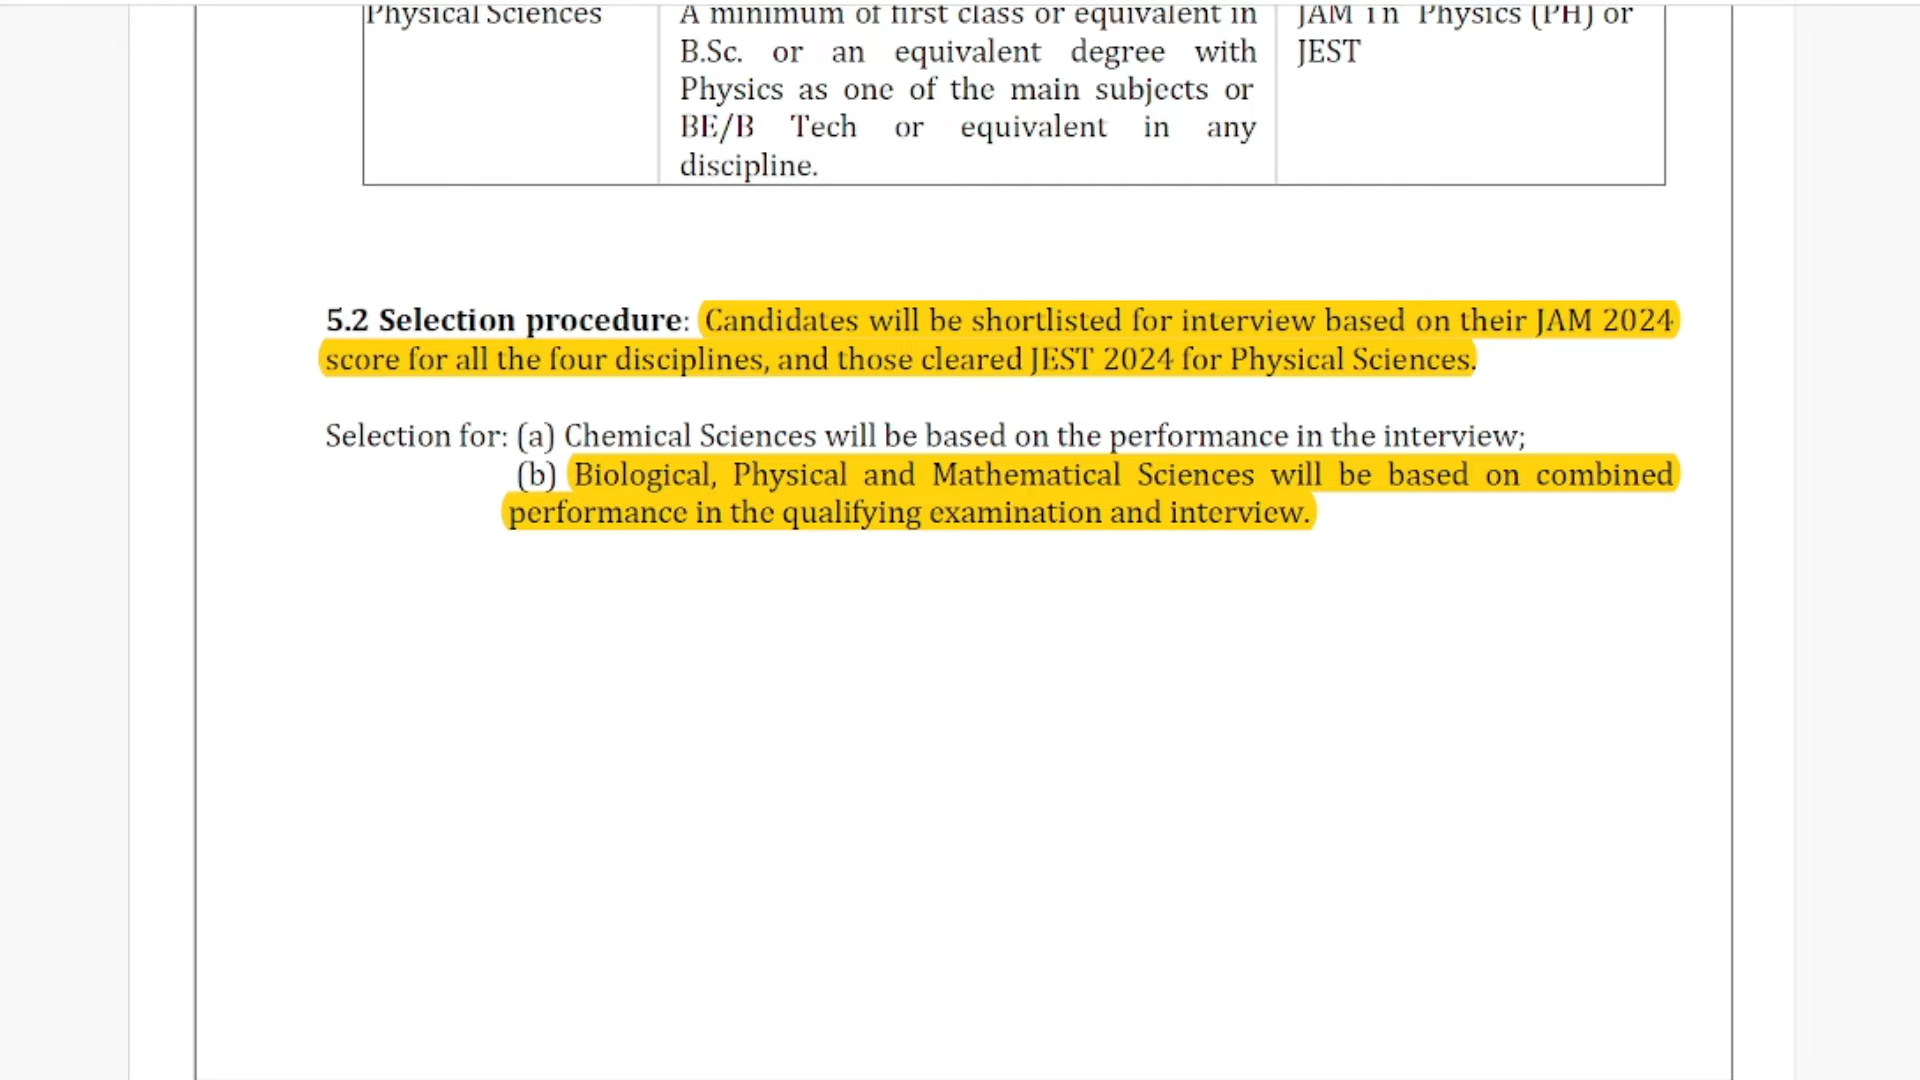 Physical Sciences
A minimum of first class or equivalent in
B.Sc. or an equivalent degree with
Physics as one of the main subjects or
BE/B Tech or equivalent in any
discipline.
JAM in Physics (PH) or
JEST
5.2 Selection procedure: Candidates will be shortlisted for interview based on their JAM 2024
score for all the four disciplines, and those cleared JEST 2024 for Physical Sciences.
Selection for: (a) Chemical Sciences will be based on the performance in the interview;
(b) Biological, Physical and Mathematical Sciences will be based on combined
performance in the qualifying examination and interview.